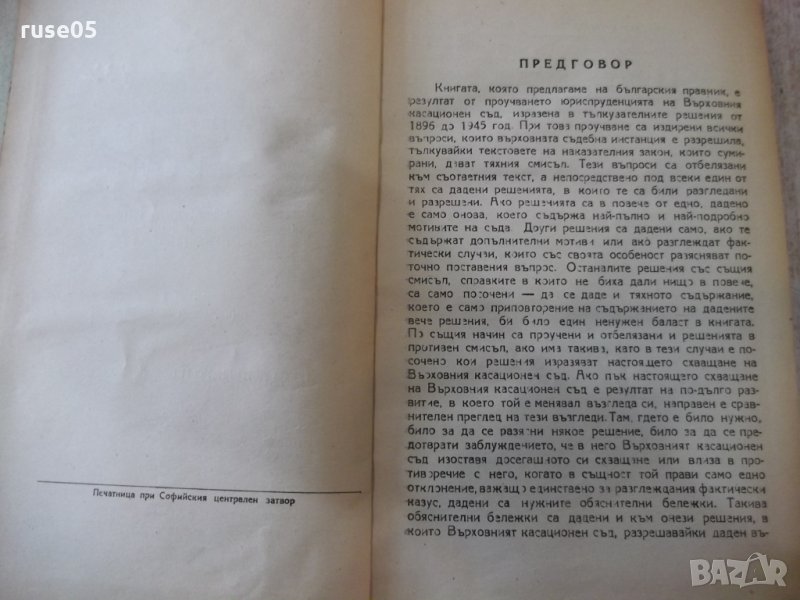 ruse05
ПРЕДГОВОР
Книгата, която предлагаме на българския правник, е
резултат от проучването юриспруденцията на Върховния
касационен съд, изразена в тълкувателните решения от
1896 до 1945 год. При това проучване са издирени всички
въпроси, които върховната съдебна инстанция е разрешила,
тълкувайки текстовете на наказателния закон, които суми-
рани, дават тяхния смисъл. Тези въпроси са отбелязани
към съответния текст, а непосредствено под всеки един от
тях са дадени решенията, в които те са били разгледани
и разрешени. Ако решенията са в повече от едно, дадено
е само онова, което съдържа най-пълно и най-подробно
мотивите на съда. Други решения са дадени само, ако те
съдържат допълнителни мотиви или ако разглеждат фак-
тически случаи, които със своята особеност разясняват по-
точно поставения въпрос. Останалите решения със същия
смисъл, справките в които не биха дали нищо в повече,
са само посочени — да се даде и тяхното съдържание,
което е само приповторение на съдържанието на дадените
вече решения, би било един ненужен баласт в книгата.
По същия начин са проучени и отбелязани и решенията в
противен смисъл, ако има такива, като в тези случаи е по-
сочено кои решения изразяват настоящето схващане на
Върховния касационен съд. Ако пък настоящето схващане
на Върховния касационен съд е резултат на по-дълго раз-
витие, в което той е менявал възгледа си, направен е срав-
нителен преглед на тези възгледи. Там, гдето е било нужно,
било за да се разясни някое решение, било за да се пре-
дотврати заблуждението, че в него Върховният касационен
съд изоставя досегашното си схващане или влиза в про-
тиворечие с него, когато в същност той прави само едно
отклонение, важащо единствено за разглеждания фактически
казус, дадени са нужните обяснителни бележки. Такива
обяснителни бележки са дадени и към онези решения, в
които Върховният касационен съд, разрешавайки даден въ-
Печатница при Софийския централен затвор
BAZAR